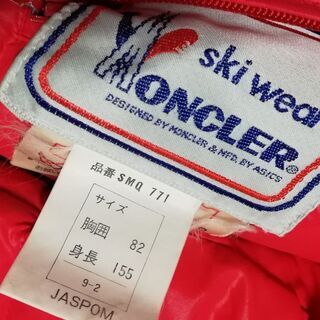 ski wear
MONCLER
DESIGNED BY MONCLER & MFD. BY ASICS
品番 SMQ 771
サイズ
胸囲 82
身長 155
9-2
JASPOM